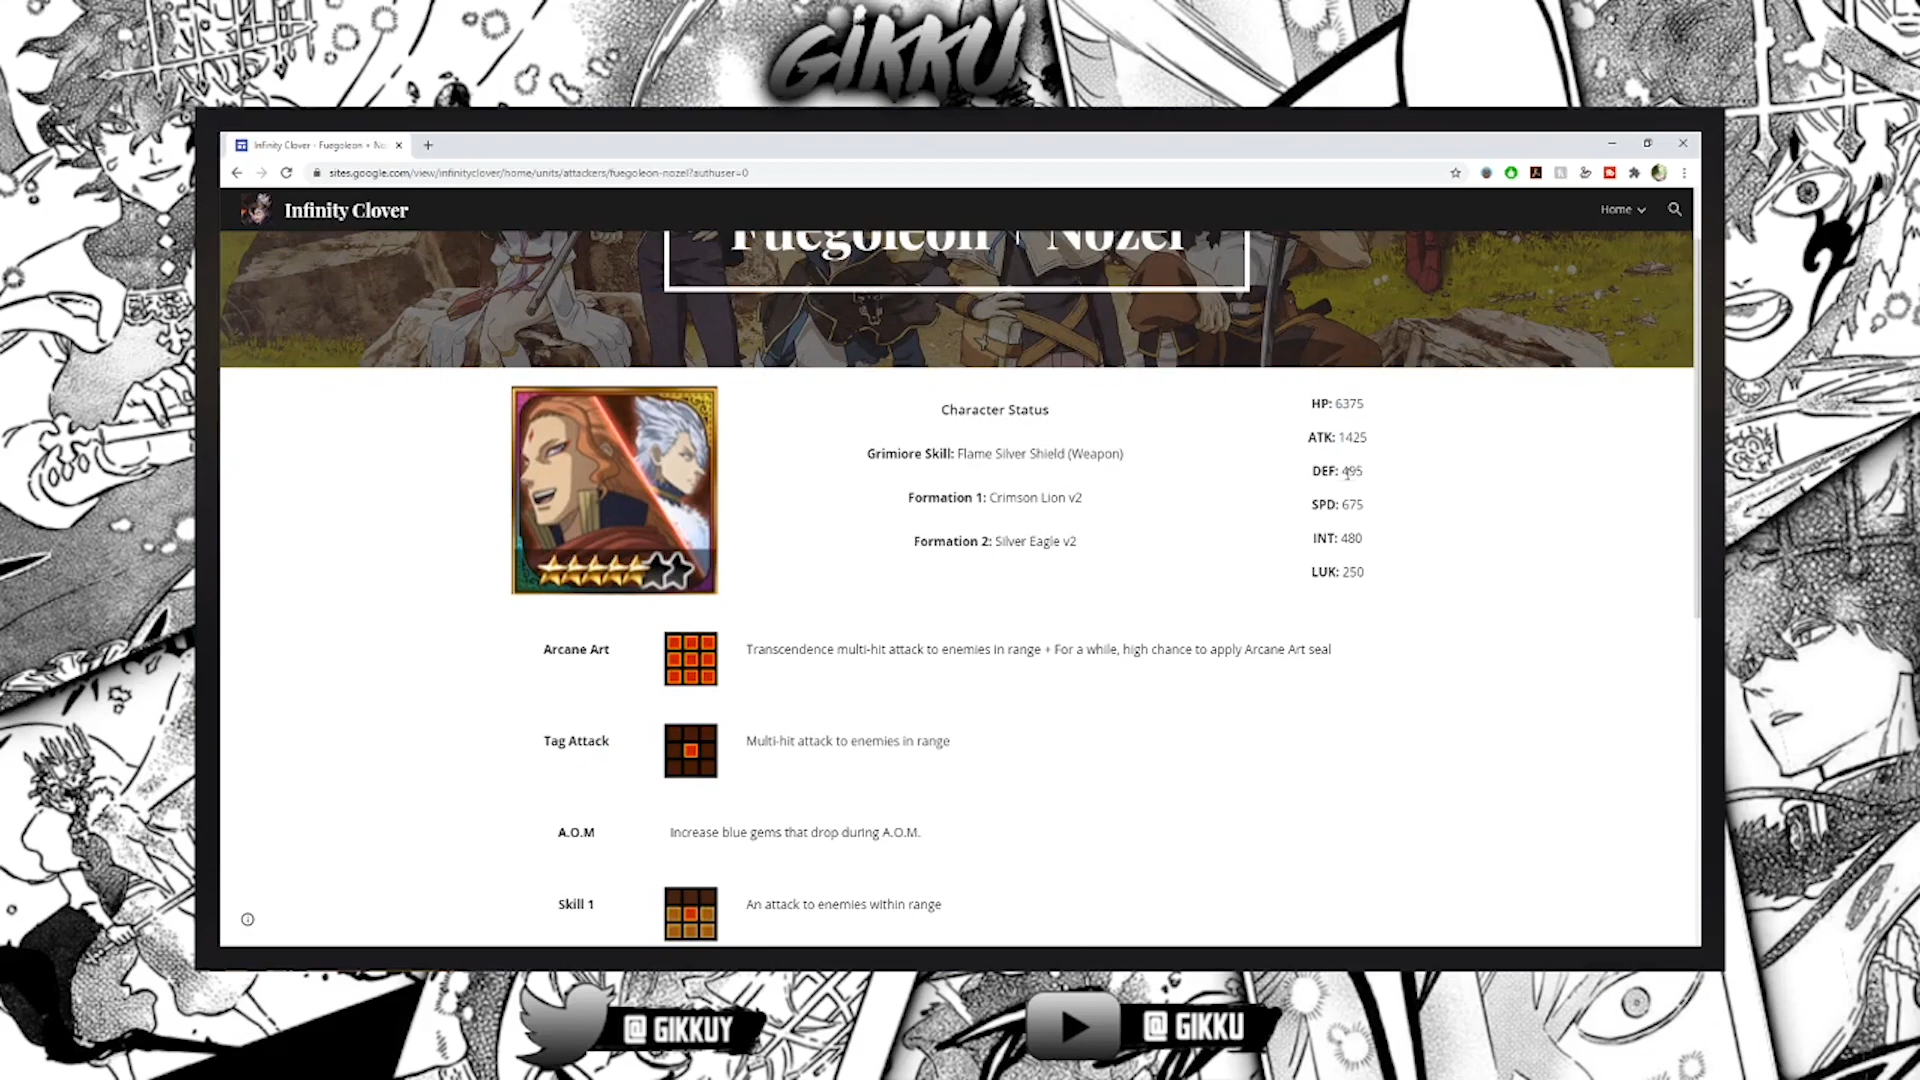 GIKKU
Infinity Clover - Fuegoleon + No
sites.google.com/view/infinityclover/home/units/attackers/fuegoleon-nozel?authuser=0
Infinity Clover
Home
Fuegoleon + Nozel
Character Status
Grimiore Skill: Flame Silver Shield (Weapon)
Formation 1: Crimson Lion v2
Formation 2: Silver Eagle v2
HP: 6375
ATK: 1425
DEF: 495
SPD: 675
INT: 480
LUK: 250
Arcane Art
Transcendence multi-hit attack to enemies in range + For a while, high chance to apply Arcane Art seal
Tag Attack
Multi-hit attack to enemies in range
A.O.M
Increase blue gems that drop during A.O.M.
Skill 1
An attack to enemies within range
@ GIKKUY
@ GIKKU